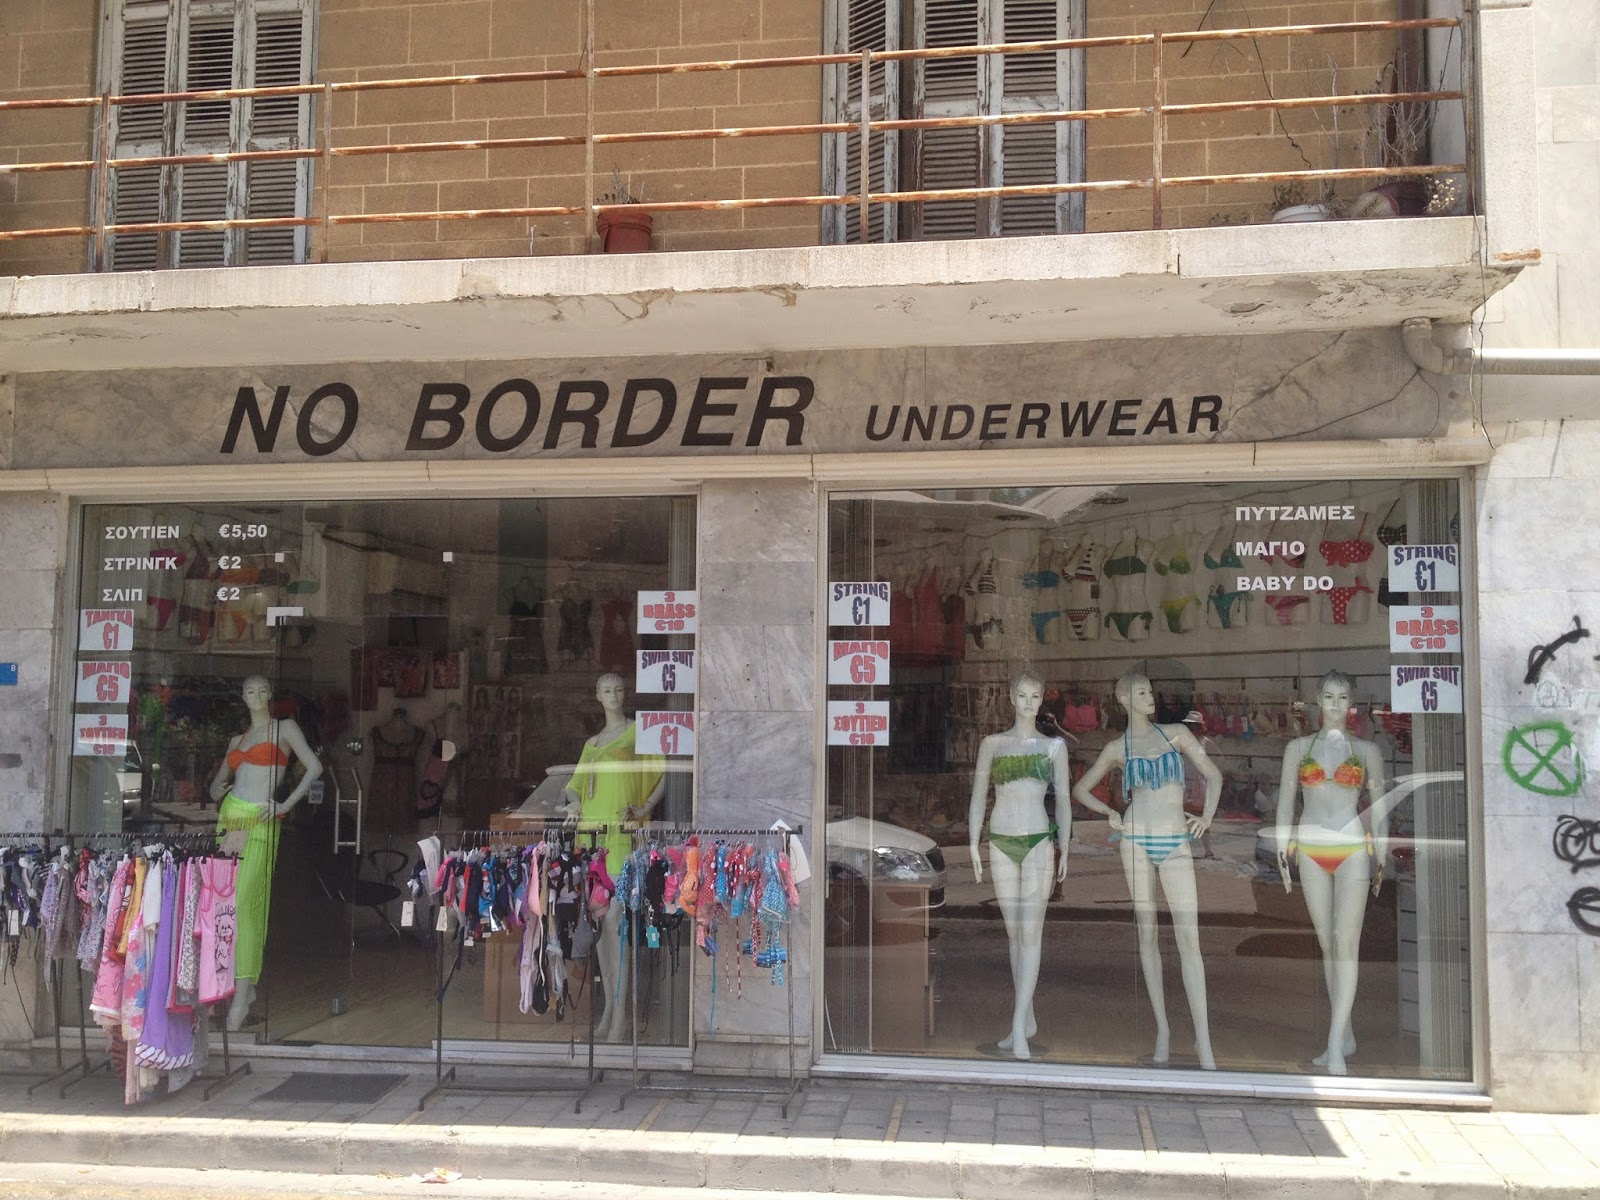 NO BORDER UNDERWEAR
ΣΟΥΤΙΕΝ €5,50
ΣΤΡΙΝΓΚ €2
ΣΛΙΠ €2
ΤΑΝΓΚΑ
€1
ΜΑΓΙΟ
€5
3
ΣΟΥΤΙΕΝ
€10
3
BRASS
€10
SWIM SUIT
€5
ΤΑΝΓΚΑ
€1
STRING
€1
ΜΑΓΙΟ
€5
3
ΣΟΥΤΙΕΝ
€10
ΠΥΤΖΑΜΕΣ
ΜΑΓΙΟ
BABY DO
STRING
€1
3
BRASS
€10
SWIM SUIT
€5